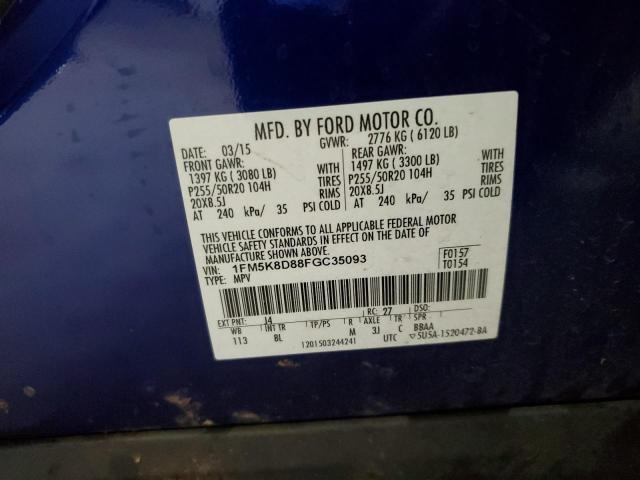 MFD. BY FORD MOTOR CO.
DATE: 03/15 GVWR: 2776 KG ( 6120 LB)
FRONT GAWR: REAR GAWR:
1397 KG ( 3080 LB) WITH 1497 KG ( 3300 LB) WITH
P255/50R20 104H TIRES P255/50R20 104H TIRES
20X8.5J RIMS 20X8.5J RIMS
AT 240 kPa/ 35 PSI COLD AT 240 kPa/ 35 PSI COLD
THIS VEHICLE CONFORMS TO ALL APPLICABLE FEDERAL MOTOR
VEHICLE SAFETY STANDARDS IN EFFECT ON THE DATE OF
MANUFACTURE SHOWN ABOVE.
VIN: 1FM5K8D88FGC35093 F0157
TYPE: MPV T0154
EXT PNT: J4 RC: 27 DSO:
WB INT TR TP/PS R AXLE TR SPR
113 BL M 3J C BBAA
1201503244241 UTC ▽5U5A-1520472-BA